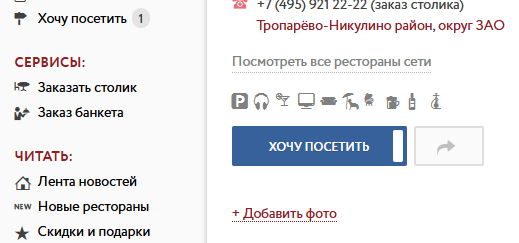 Хочу посетить 1
СЕРВИСЫ:
Заказать столик
Заказ банкета
ЧИТАТЬ:
Лента новостей
NEW Новые рестораны
Скидки и подарки
+7 (495) 921 22-22 (заказ столика)
Тропарёво-Никулино район, округ ЗАО
Посмотреть все рестораны сети
P
ХОЧУ ПОСЕТИТЬ
+ Добавить фото